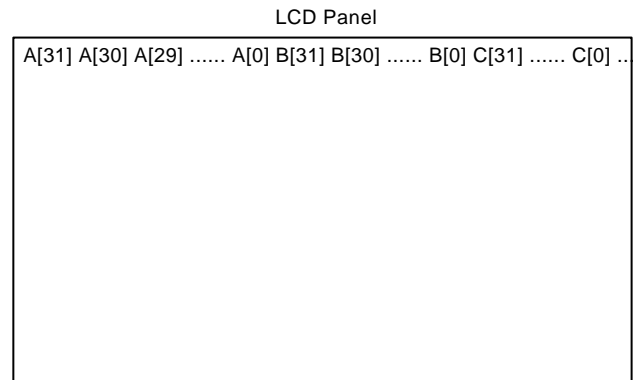 LCD Panel
A[31] A[30] A[29] ...... A[0] B[31] B[30] ...... B[0] C[31] ...... C[0] ...